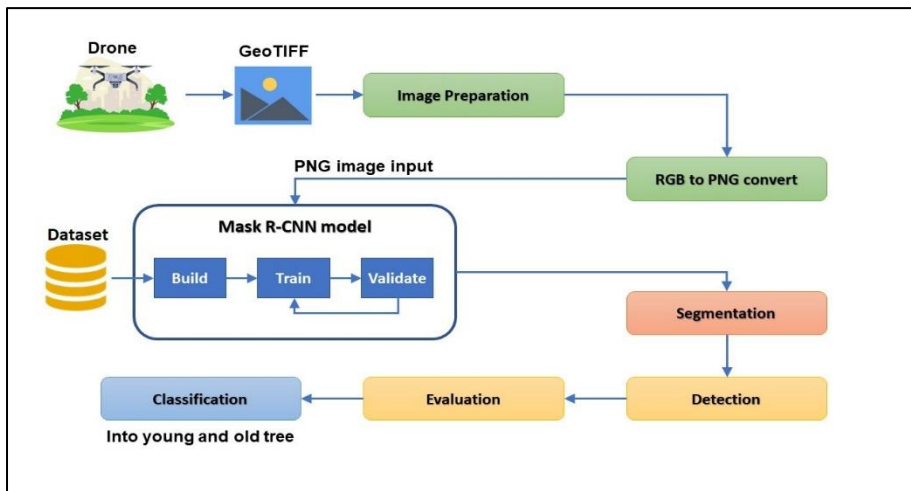 Drone
GeoTIFF
Image Preparation
RGB to PNG convert
PNG image input
Mask R-CNN model
Dataset
Build
Train
Validate
Segmentation
Detection
Evaluation
Classification
Into young and old tree